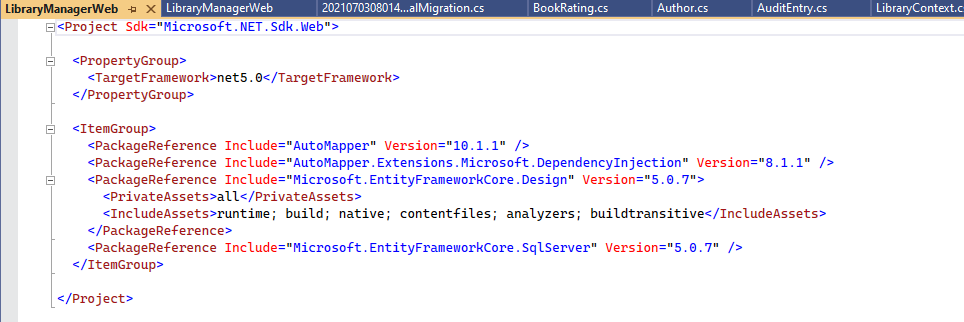 LibraryManagerWeb
LibraryManagerWeb
2021070308014...alMigration.cs
BookRating.cs
Author.cs
AuditEntry.cs
LibraryContext.c
<Project Sdk="Microsoft.NET.Sdk.Web">
<PropertyGroup>
<TargetFramework>net5.0</TargetFramework>
</PropertyGroup>
<ItemGroup>
<PackageReference Include="AutoMapper" Version="10.1.1" />
<PackageReference Include="AutoMapper.Extensions.Microsoft.DependencyInjection" Version="8.1.1" />
<PackageReference Include="Microsoft.EntityFrameworkCore.Design" Version="5.0.7">
<PrivateAssets>all</PrivateAssets>
<IncludeAssets>runtime; build; native; contentfiles; analyzers; buildtransitive</IncludeAssets>
</PackageReference>
<PackageReference Include="Microsoft.EntityFrameworkCore.SqlServer" Version="5.0.7" />
</ItemGroup>
</Project>